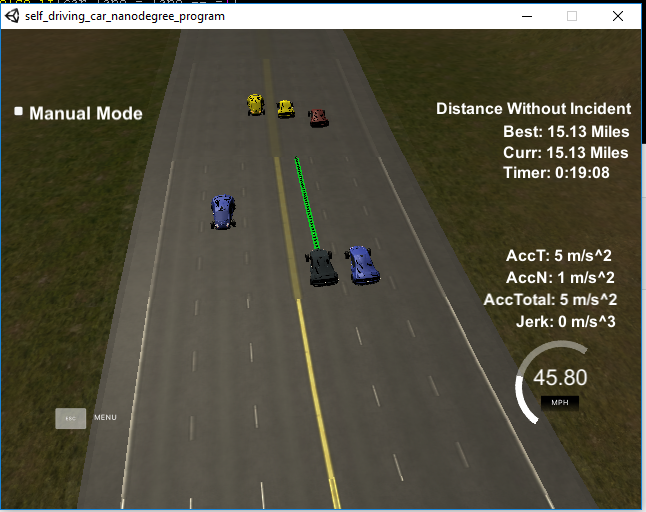 self_driving_car_nanodegree_program
Manual Mode
Distance Without Incident
Best: 15.13 Miles
Curr: 15.13 Miles
Timer: 0:19:08
AccT: 5 m/s^2
AccN: 1 m/s^2
AccTotal: 5 m/s^2
Jerk: 0 m/s^3
45.80
MPH
ESC MENU